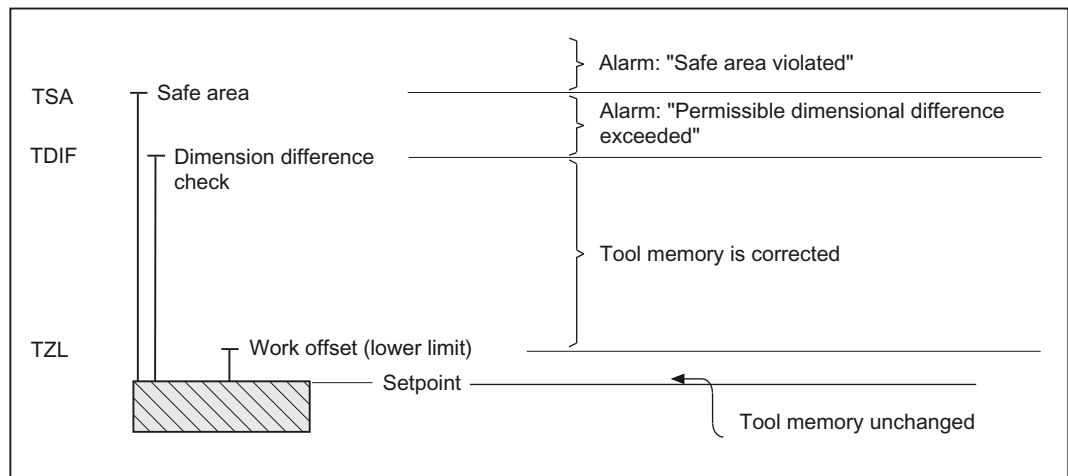 Alarm: "Safe area violated"
TSA
Safe area
Alarm: "Permissible dimensional difference
exceeded"
TDIF
Dimension difference
check
Tool memory is corrected
TZL
Work offset (lower limit)
Setpoint
Tool memory unchanged